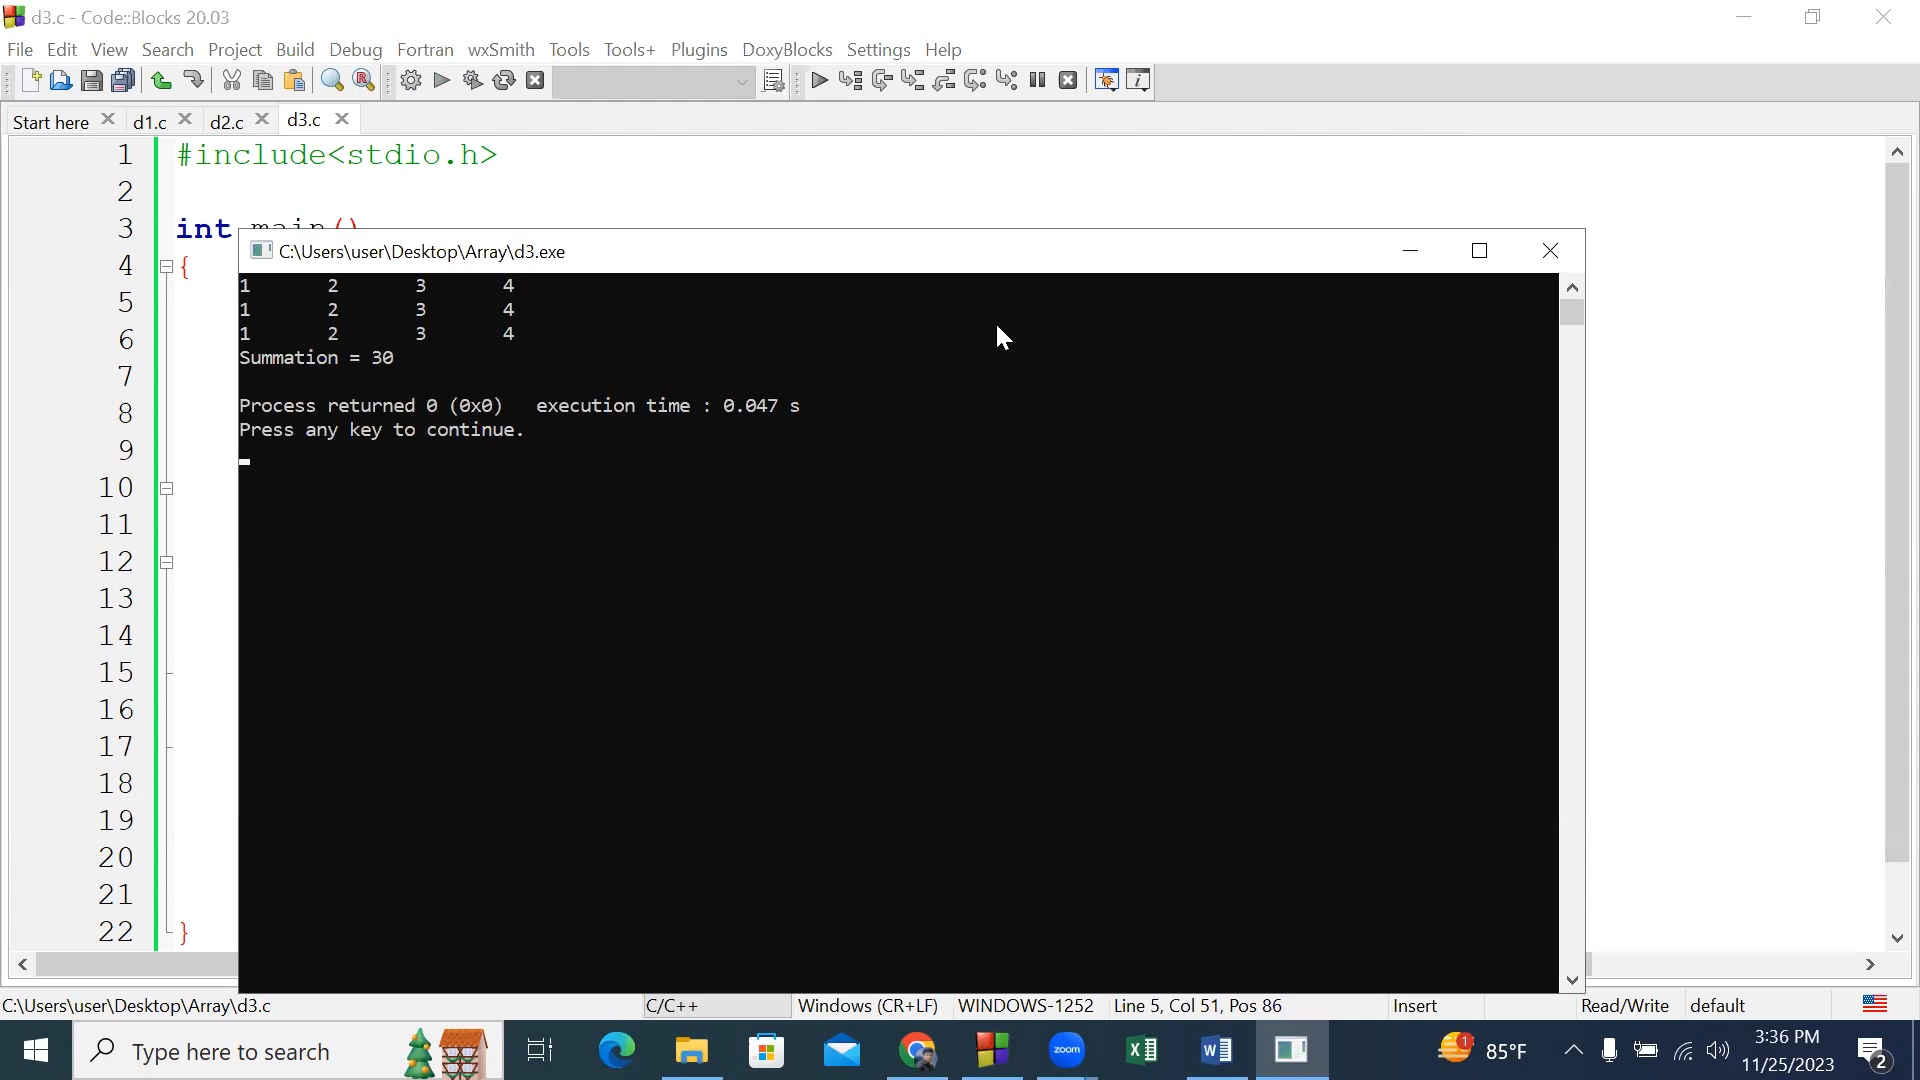 d3.c - Code::Blocks 20.03
File Edit View Search Project Build Debug Fortran wxSmith Tools Tools+ Plugins DoxyBlocks Settings Help
Start here d1.c d2.c d3.c
1 #include<stdio.h>
2
3 int main()
4 {
5
6
7
8
9
10
11
12
13
14
15
16
17
18
19
20
21
22 }
C:\Users\user\Desktop\Array\d3.exe
1 2 3 4
1 2 3 4
1 2 3 4
Summation = 30
Process returned 0 (0x0) execution time : 0.047 s
Press any key to continue.
C:\Users\user\Desktop\Array\d3.c C/C++ Windows (CR+LF) WINDOWS-1252 Line 5, Col 51, Pos 86 Insert Read/Write default
Type here to search
zoom
1 85°F
3:36 PM
11/25/2023
2